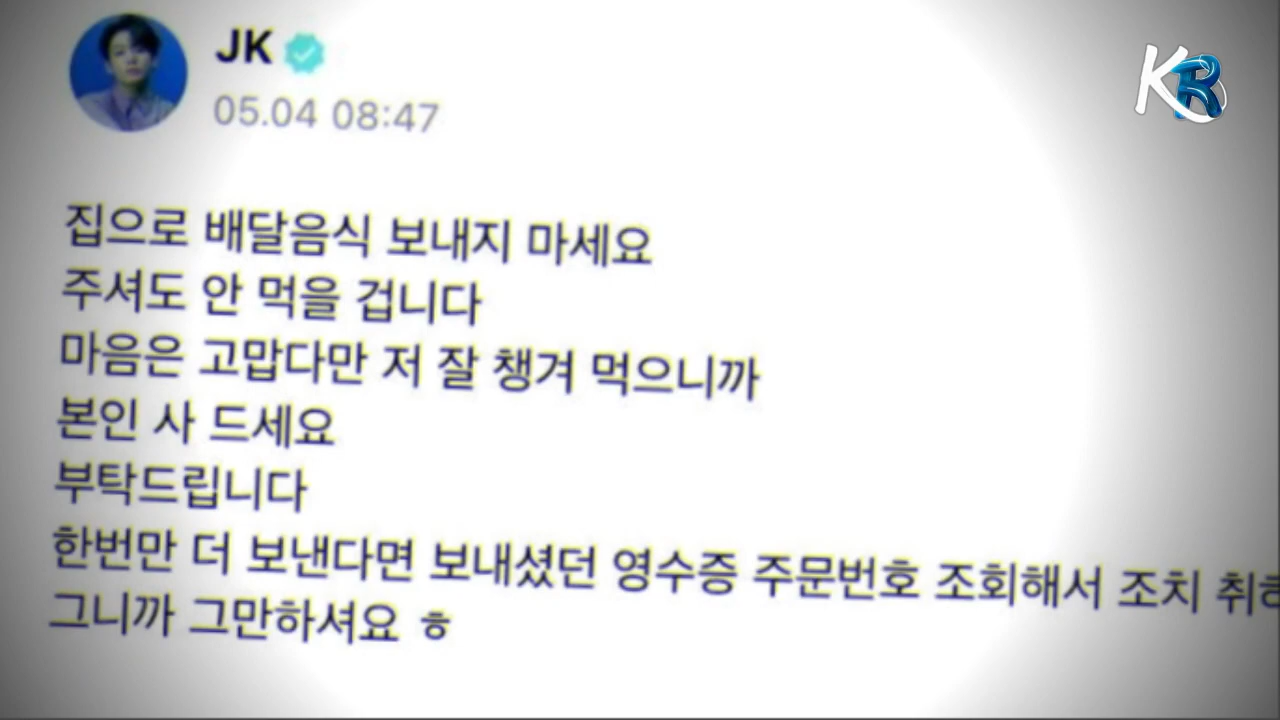 JK
05.04 08:47
KR
집으로 배달음식 보내지 마세요
주셔도 안 먹을 겁니다
마음은 고맙다만 저 잘 챙겨 먹으니까
본인 사 드세요
부탁드립니다
한번만 더 보낸다면 보내셨던 영수증 주문번호 조회해서 조치 취하
그니까 그만하셔요 ㅎ